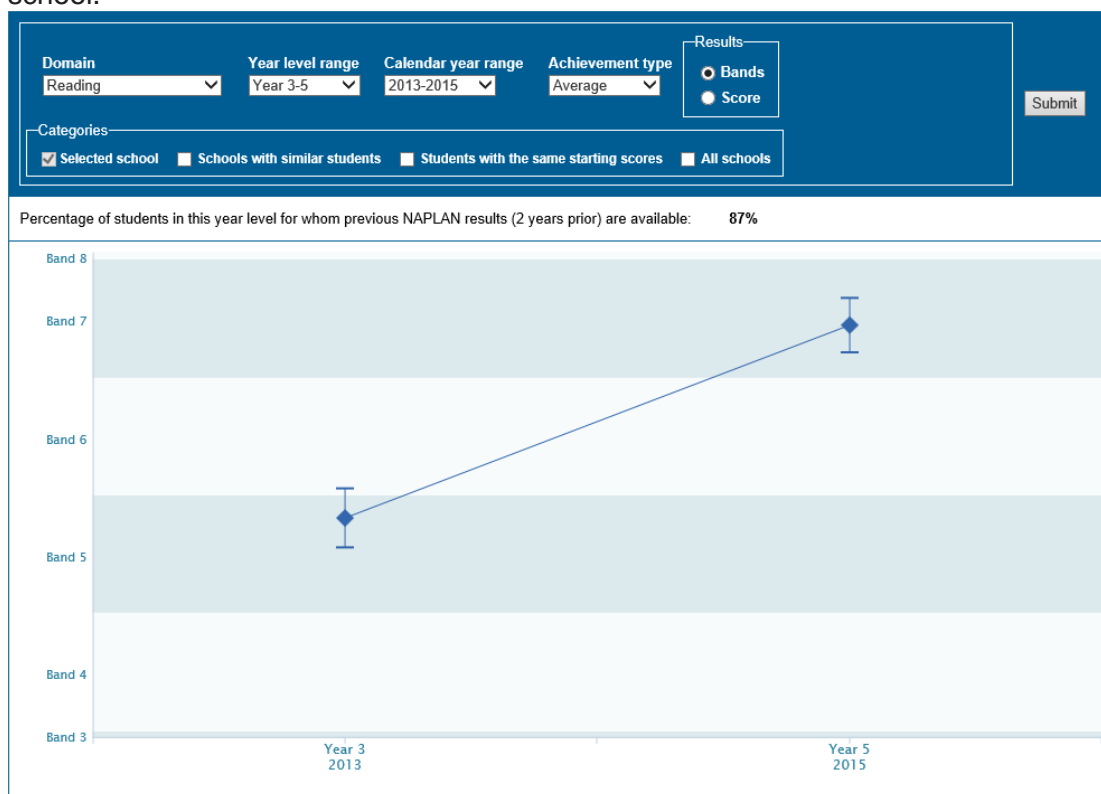 school.
Domain Year level range Calendar year range Achievement type Results
Reading Year 3-5 2013-2015 Average Bands
Score
Submit
Categories
Selected school Schools with similar students Students with the same starting scores All schools
Percentage of students in this year level for whom previous NAPLAN results (2 years prior) are available: 87%
Band 8
Band 7
Band 6
Band 5
Band 4
Band 3
Year 3 Year 5
2013 2015